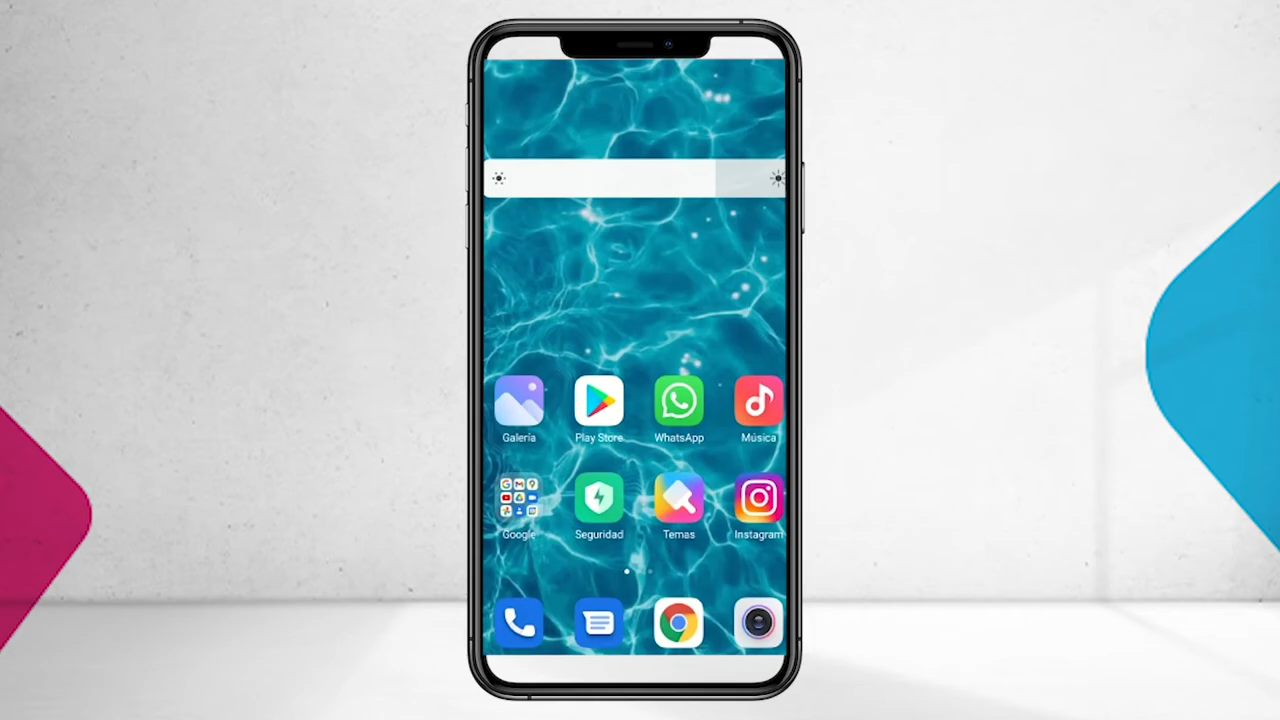 Galería
Play Store
WhatsApp
Música
Google
Seguridad
Temas
Instagram